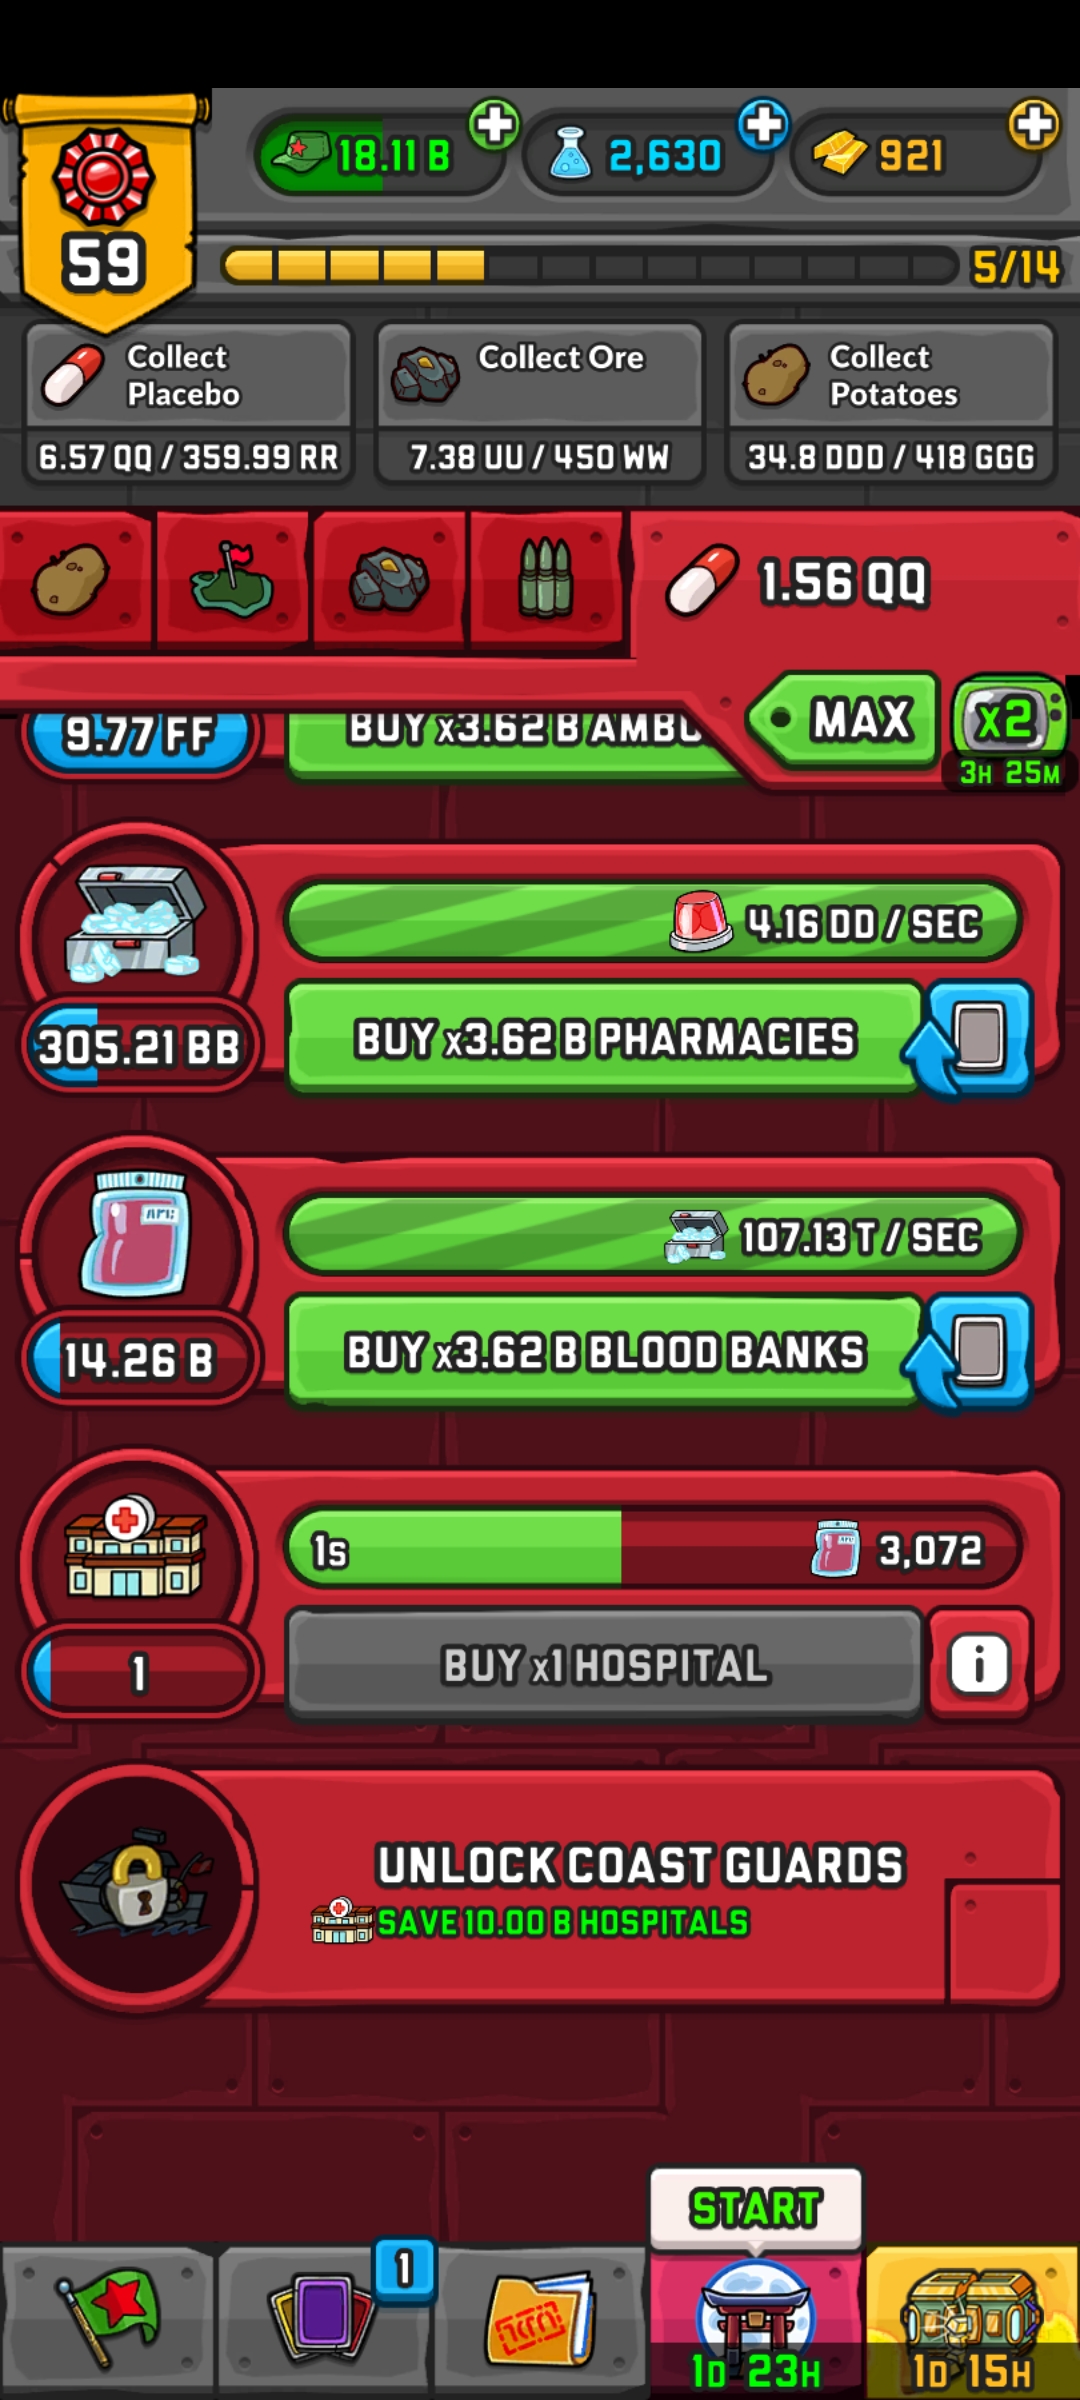 59
18.11 B
2,630
921
5/14
Collect
Placebo
6.57 QQ / 359.99 RR
Collect Ore
7.38 UU / 450 WW
Collect
Potatoes
34.8 DDD / 418 GGG
1.56 QQ
MAX
x2
3H 25M
9.77 FF
BUY x3.62 B AMBU
4.16 DD / SEC
305.21 BB
BUY x3.62 B PHARMACIES
107.13 T / SEC
14.26 B
BUY x3.62 B BLOOD BANKS
1s
3,072
1
BUY x1 HOSPITAL
i
UNLOCK COAST GUARDS
SAVE 10.00 B HOSPITALS
START
1
1D 23H
1D 15H